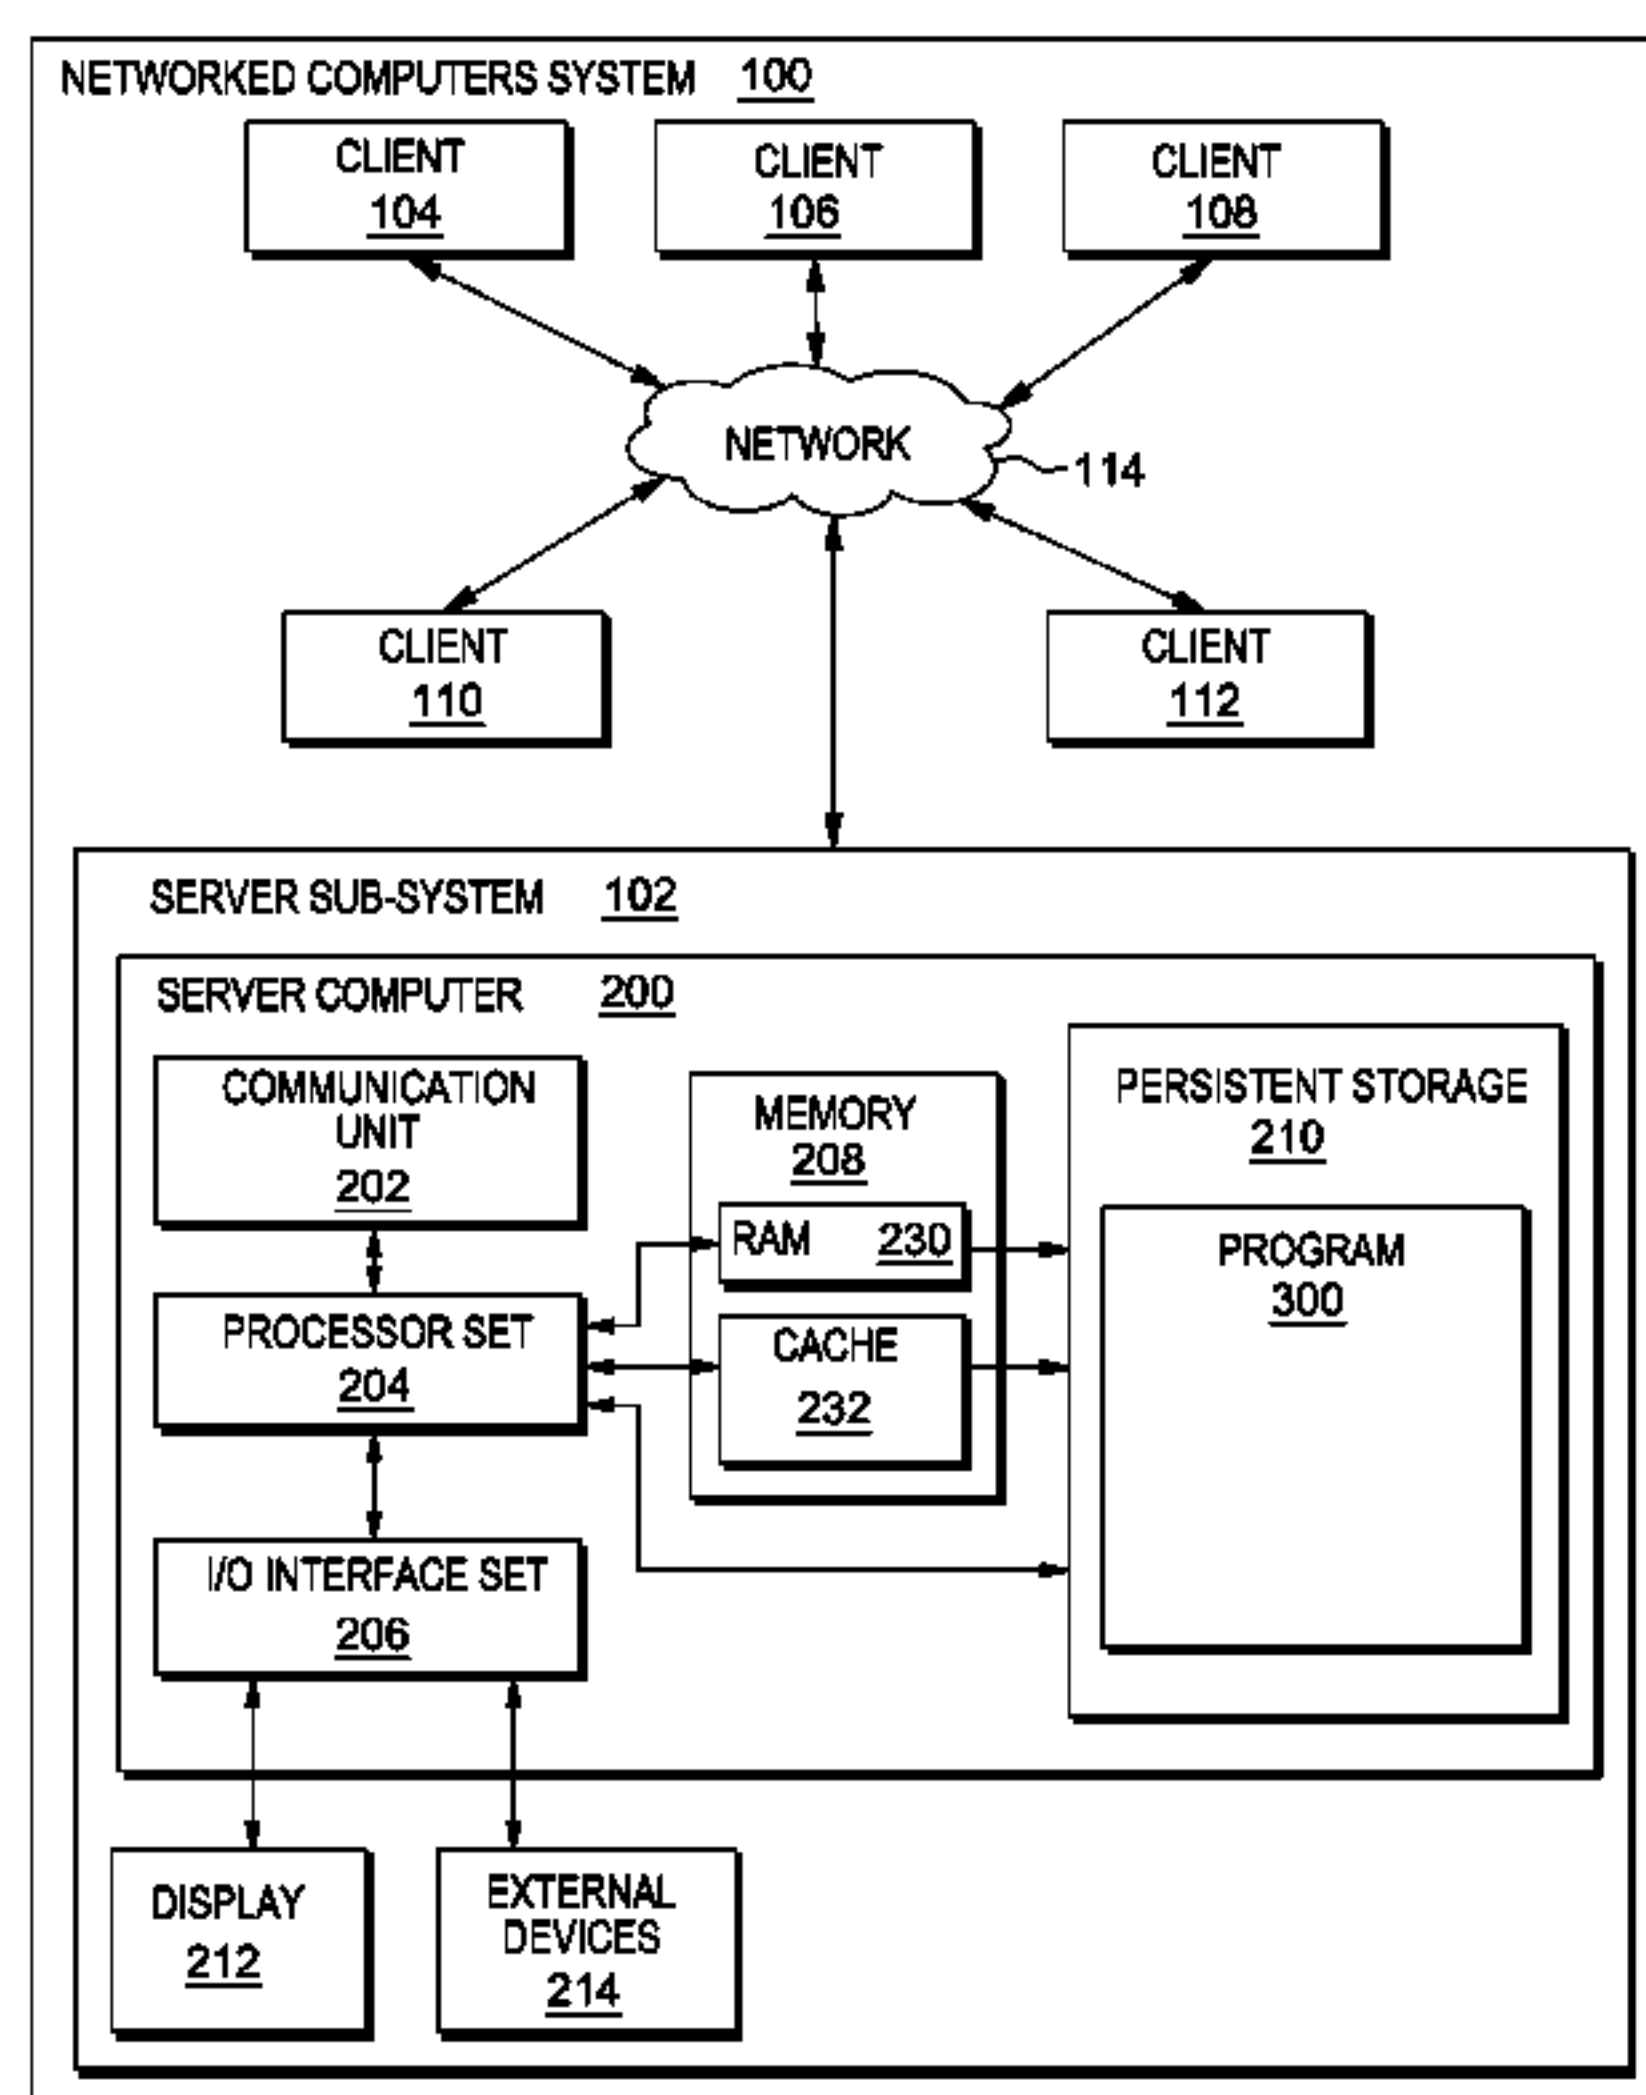 NETWORKED COMPUTERS SYSTEM 100
CLIENT
104
CLIENT
106
CLIENT
108
NETWORK
114
CLIENT
110
CLIENT
112
SERVER SUB-SYSTEM 102
SERVER COMPUTER 200
COMMUNICATION
UNIT
202
PROCESSOR SET
204
I/O INTERFACE SET
206
MEMORY
208
RAM 230
CACHE
232
PERSISTENT STORAGE
210
PROGRAM
300
DISPLAY
212
EXTERNAL
DEVICES
214